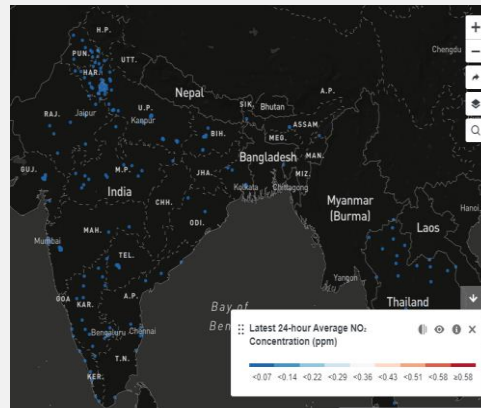 H.P.
PUN.
UTT.
HAR.
Chengdu
Nepal
A.P.
SIK.
Bhutan
RAJ.
Jaipur
U.P.
Kanpur
ASSAM
BIH.
MEG.
MAN.
Bangladesh
GUJ.
M.P.
JHA.
MIZ.
India
Kolkata
Chittagong
Myanmar
(Burma)
Hanoi
CHH.
Laos
ODI.
Mumbai
MAH.
TEL.
Yangon
GOA
A.P.
Bay of
Ben
Thailand
KAR.
Bengaluru
Chennai
T.N.
KER.
Latest 24-hour Average NO₂
Concentration (ppm)
<0.07 <0.14 <0.22 <0.29 <0.36 <0.43 <0.51 <0.58 ≥0.58